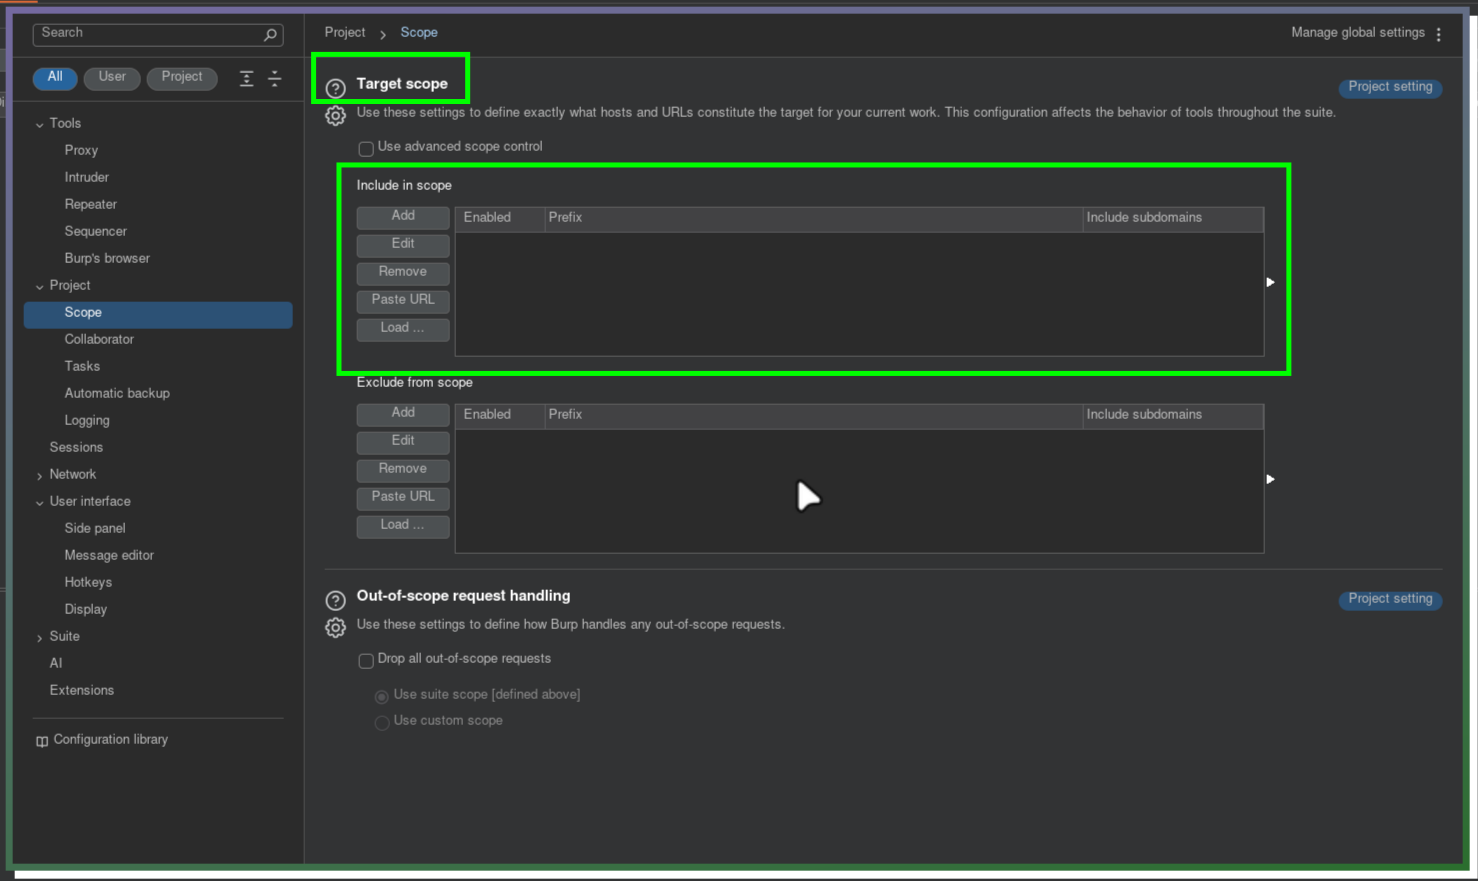 Search
All
User
Project
Tools
Proxy
Intruder
Repeater
Sequencer
Burp's browser
Project
Scope
Collaborator
Tasks
Automatic backup
Logging
Sessions
Network
User interface
Side panel
Message editor
Hotkeys
Display
Suite
AI
Extensions
Configuration library
Project > Scope
Manage global settings
Target scope
Project setting
Use these settings to define exactly what hosts and URLs constitute the target for your current work. This configuration affects the behavior of tools throughout the suite.
Use advanced scope control
Include in scope
Add
Edit
Remove
Paste URL
Load ...
Enabled Prefix Include subdomains
Exclude from scope
Add
Edit
Remove
Paste URL
Load ...
Enabled Prefix Include subdomains
Out-of-scope request handling
Project setting
Use these settings to define how Burp handles any out-of-scope requests.
Drop all out-of-scope requests
Use suite scope [defined above]
Use custom scope